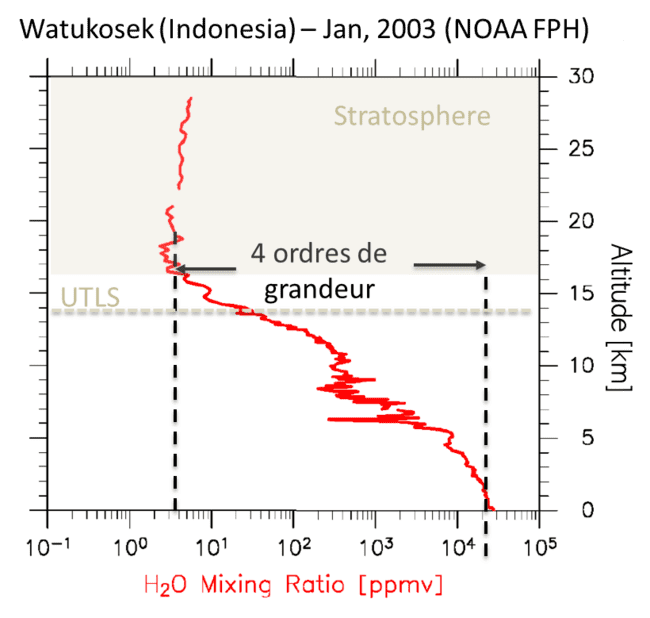 Watukosek (Indonesia) – Jan, 2003 (NOAA FPH)
30
Stratosphere
25
20
4 ordres de
grandeur
UTLS
15
Altitude [km]
10
5
0
10⁻¹ 10⁰ 10¹ 10² 10³ 10⁴ 10⁵
H₂O Mixing Ratio [ppmv]